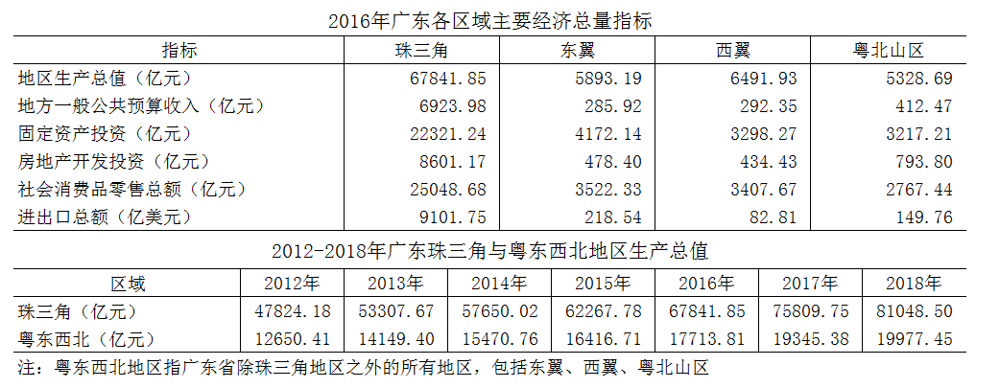 2016年广东各区域主要经济总量指标
指标 珠三角 东翼 西翼 粤北山区
地区生产总值（亿元） 67841.85 5893.19 6491.93 5328.69
地方一般公共预算收入（亿元） 6923.98 285.92 292.35 412.47
固定资产投资（亿元） 22321.24 4172.14 3298.27 3217.21
房地产开发投资（亿元） 8601.17 478.40 434.43 793.80
社会消费品零售总额（亿元） 25048.68 3522.33 3407.67 2767.44
进出口总额（亿美元） 9101.75 218.54 82.81 149.76
2012-2018年广东珠三角与粤东西北地区生产总值
区域 2012年 2013年 2014年 2015年 2016年 2017年 2018年
珠三角（亿元） 47824.18 53307.67 57650.02 62267.78 67841.85 75809.75 81048.50
粤东西北（亿元） 12650.41 14149.40 15470.76 16416.71 17713.81 19345.38 19977.45
注：粤东西北地区指广东省除珠三角地区之外的所有地区，包括东翼、西翼、粤北山区